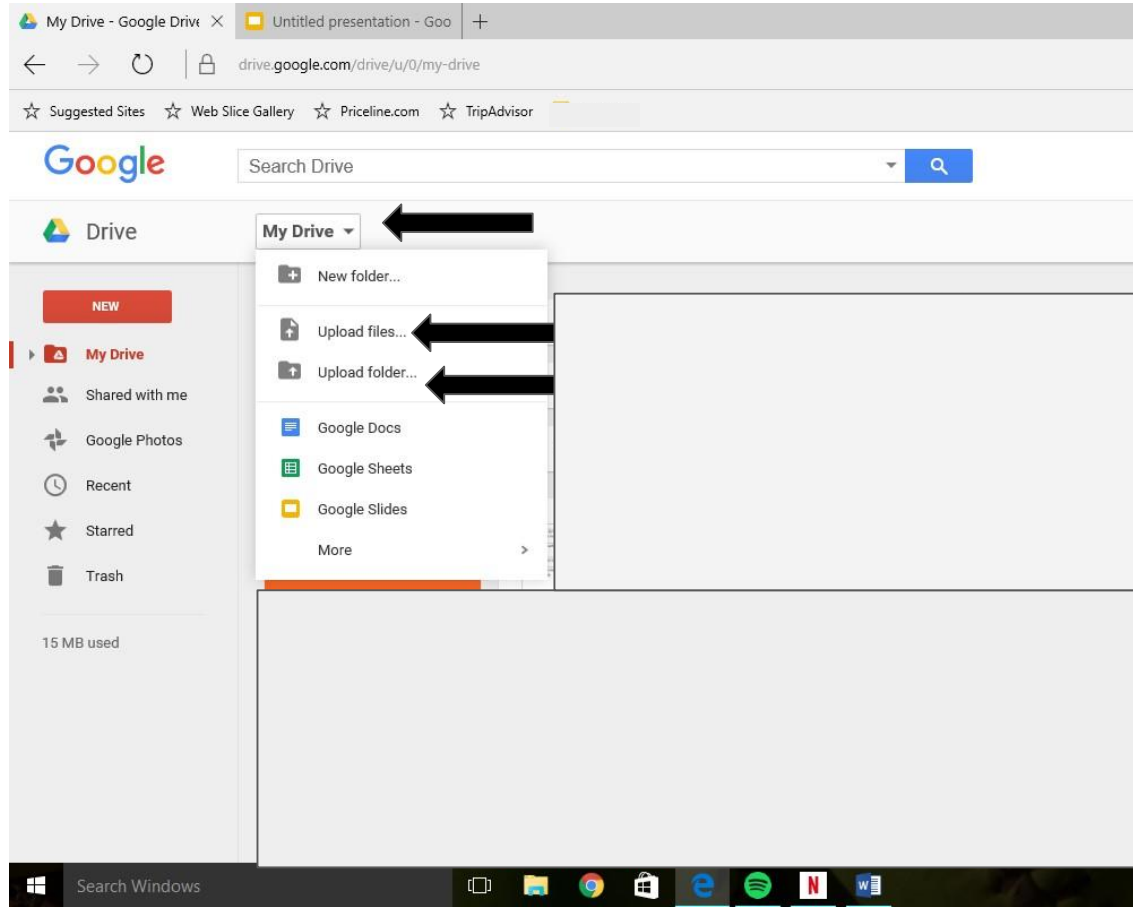 My Drive - Google Drive
Untitled presentation - Goo
drive.google.com/drive/u/0/my-drive
Suggested Sites Web Slice Gallery Priceline.com TripAdvisor
Google Search Drive
Drive My Drive
New folder...
NEW
Upload files...
My Drive
Upload folder...
Shared with me
Google Docs
Google Photos
Google Sheets
Recent
Google Slides
Starred
More
Trash
15 MB used
Search Windows
N
W